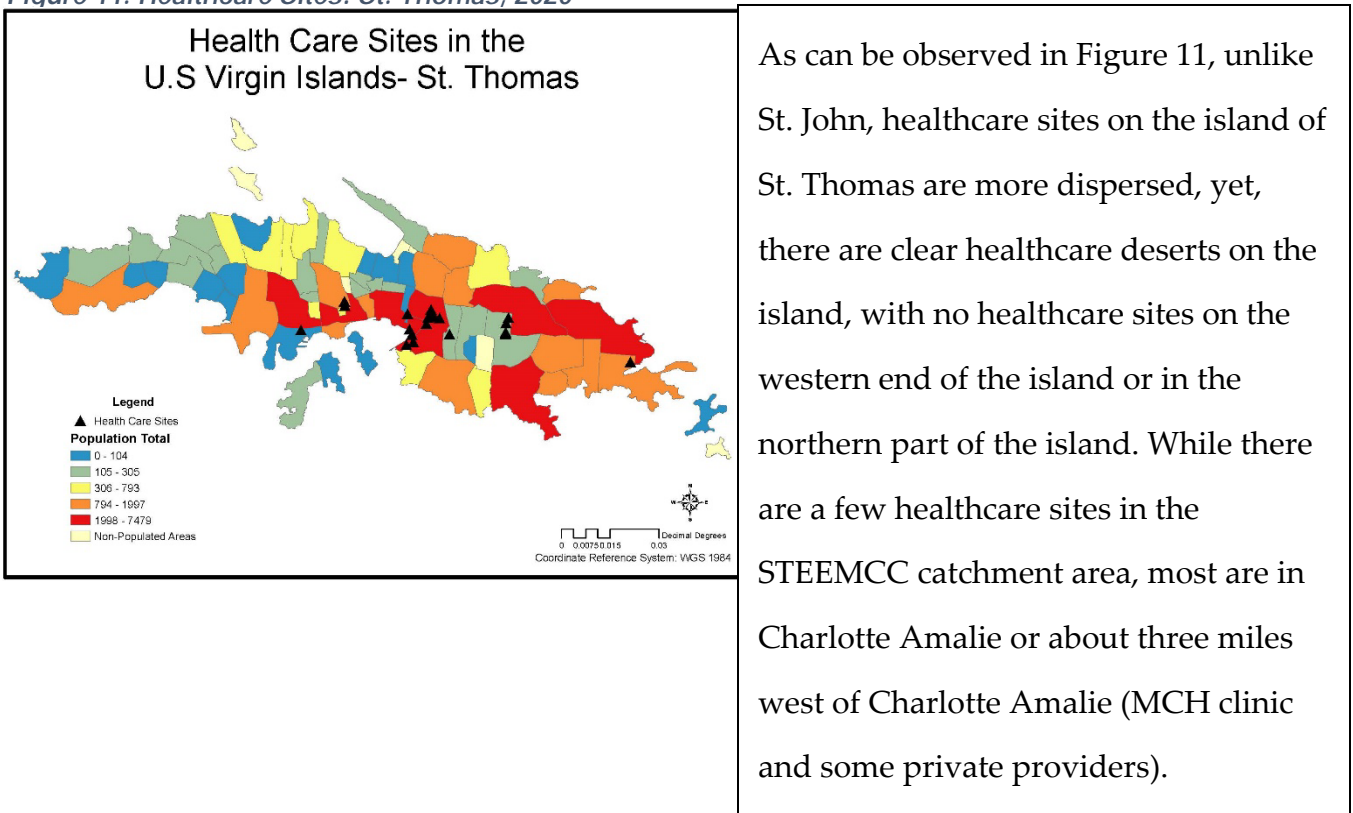 Figure 11. Healthcare Sites: St. Thomas, 2020
Health Care Sites in the
U.S Virgin Islands- St. Thomas
Legend
Health Care Sites
Population Total
0 - 104
105 - 305
306 - 793
794 - 1997
1998 - 7479
Non-Populated Areas
N
W E
S
Decimal Degrees
0 0.0075 0.015 0.03
Coordinate Reference System: WGS 1984
As can be observed in Figure 11, unlike
St. John, healthcare sites on the island of
St. Thomas are more dispersed, yet,
there are clear healthcare deserts on the
island, with no healthcare sites on the
western end of the island or in the
northern part of the island. While there
are a few healthcare sites in the
STEEMCC catchment area, most are in
Charlotte Amalie or about three miles
west of Charlotte Amalie (MCH clinic
and some private providers).